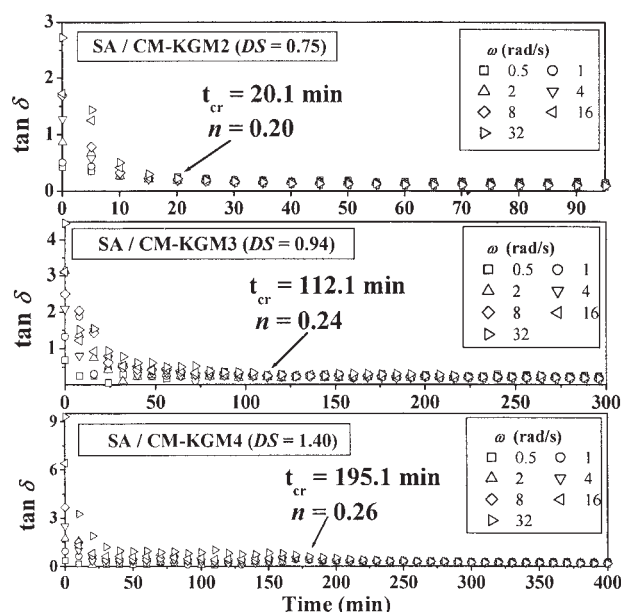 SA / CM-KGM2 (DS = 0.75)
ω (rad/s)
0.5 1
2 4
8 16
32
t_cr = 20.1 min
n = 0.20
tan δ
3
2
1
0
0 10 20 30 40 50 60 70 80 90
SA / CM-KGM3 (DS = 0.94)
ω (rad/s)
0.5 1
2 4
8 16
32
t_cr = 112.1 min
n = 0.24
tan δ
4
3
2
1
0
50 100 150 200 250 300
SA / CM-KGM4 (DS = 1.40)
ω (rad/s)
0.5 1
2 4
8 16
32
t_cr = 195.1 min
n = 0.26
tan δ
9
6
3
0
0 50 100 150 200 250 300 350 400
Time (min)